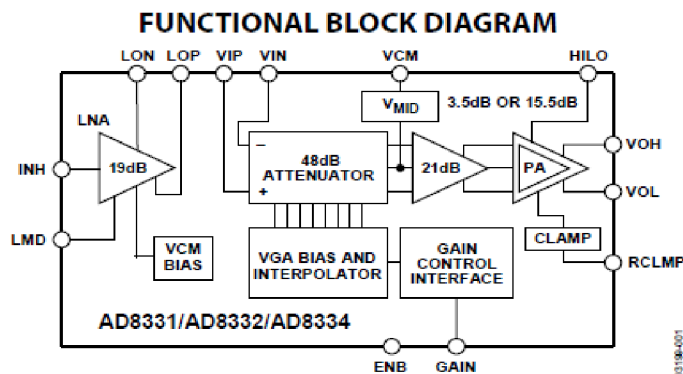 FUNCTIONAL BLOCK DIAGRAM
LON LOP VIP VIN VCM HILO
LNA
VMID
3.5dB OR 15.5dB
INH
19dB
–
48dB
ATTENUATOR
+
21dB
PA
VOH
VOL
LMD
VCM
BIAS
VGA BIAS AND
INTERPOLATOR
GAIN
CONTROL
INTERFACE
CLAMP
RCLMP
AD8331/AD8332/AD8334
ENB GAIN
03199-001